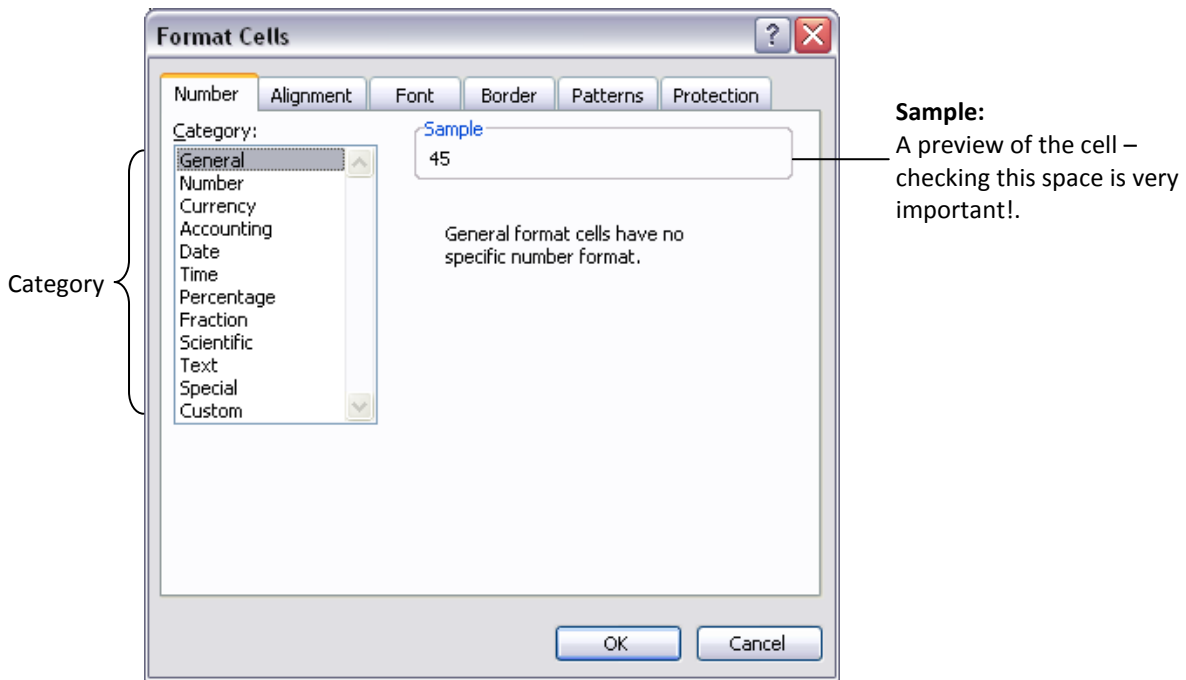 Format Cells
Number Alignment Font Border Patterns Protection
Category:
General
Number
Currency
Accounting
Date
Time
Percentage
Fraction
Scientific
Text
Special
Custom
Sample
45
General format cells have no
specific number format.
OK Cancel
Category
Sample:
A preview of the cell –
checking this space is very
important!.